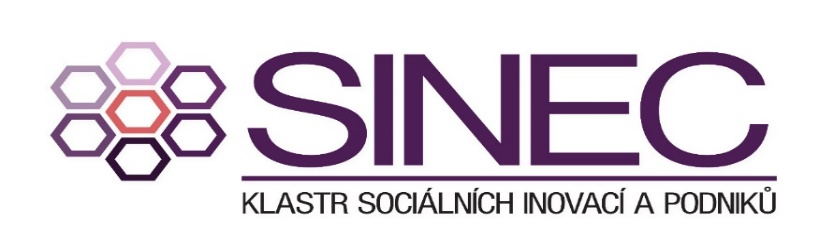 SINEC
KLASTR SOCIÁLNÍCH INOVACÍ A PODNIKŮ